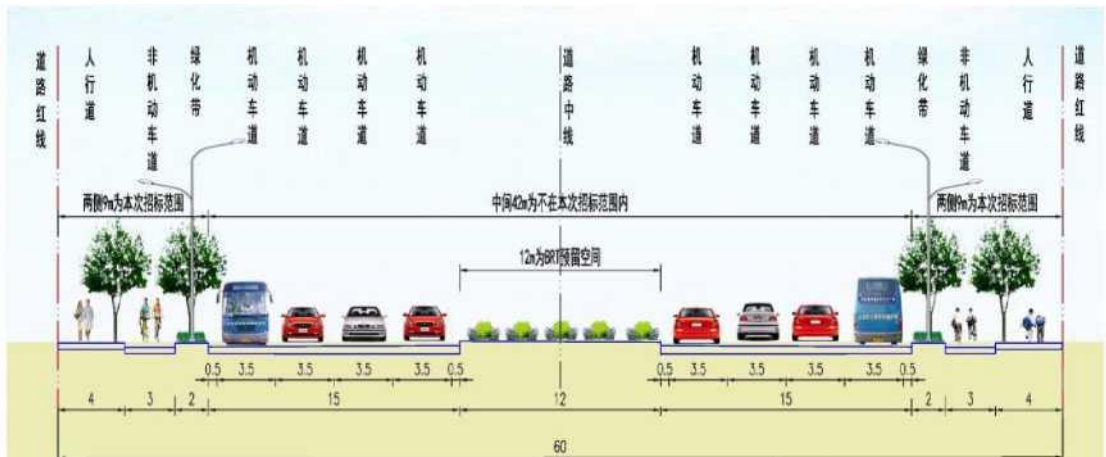 道路红线
人行道
非机动车道
绿化带
机动车道
机动车道
机动车道
机动车道
道路中线
机动车道
机动车道
机动车道
机动车道
绿化带
非机动车道
人行道
道路红线
两侧9m为本次招标范围
中间42m为不在本次招标范围内
两侧9m为本次招标范围
12m为BRT预留空间
0.5 3.5 3.5 3.5 3.5 0.5 0.5 3.5 3.5 3.5 3.5 0.5
4 3 2 15 12 15 2 3 4
60